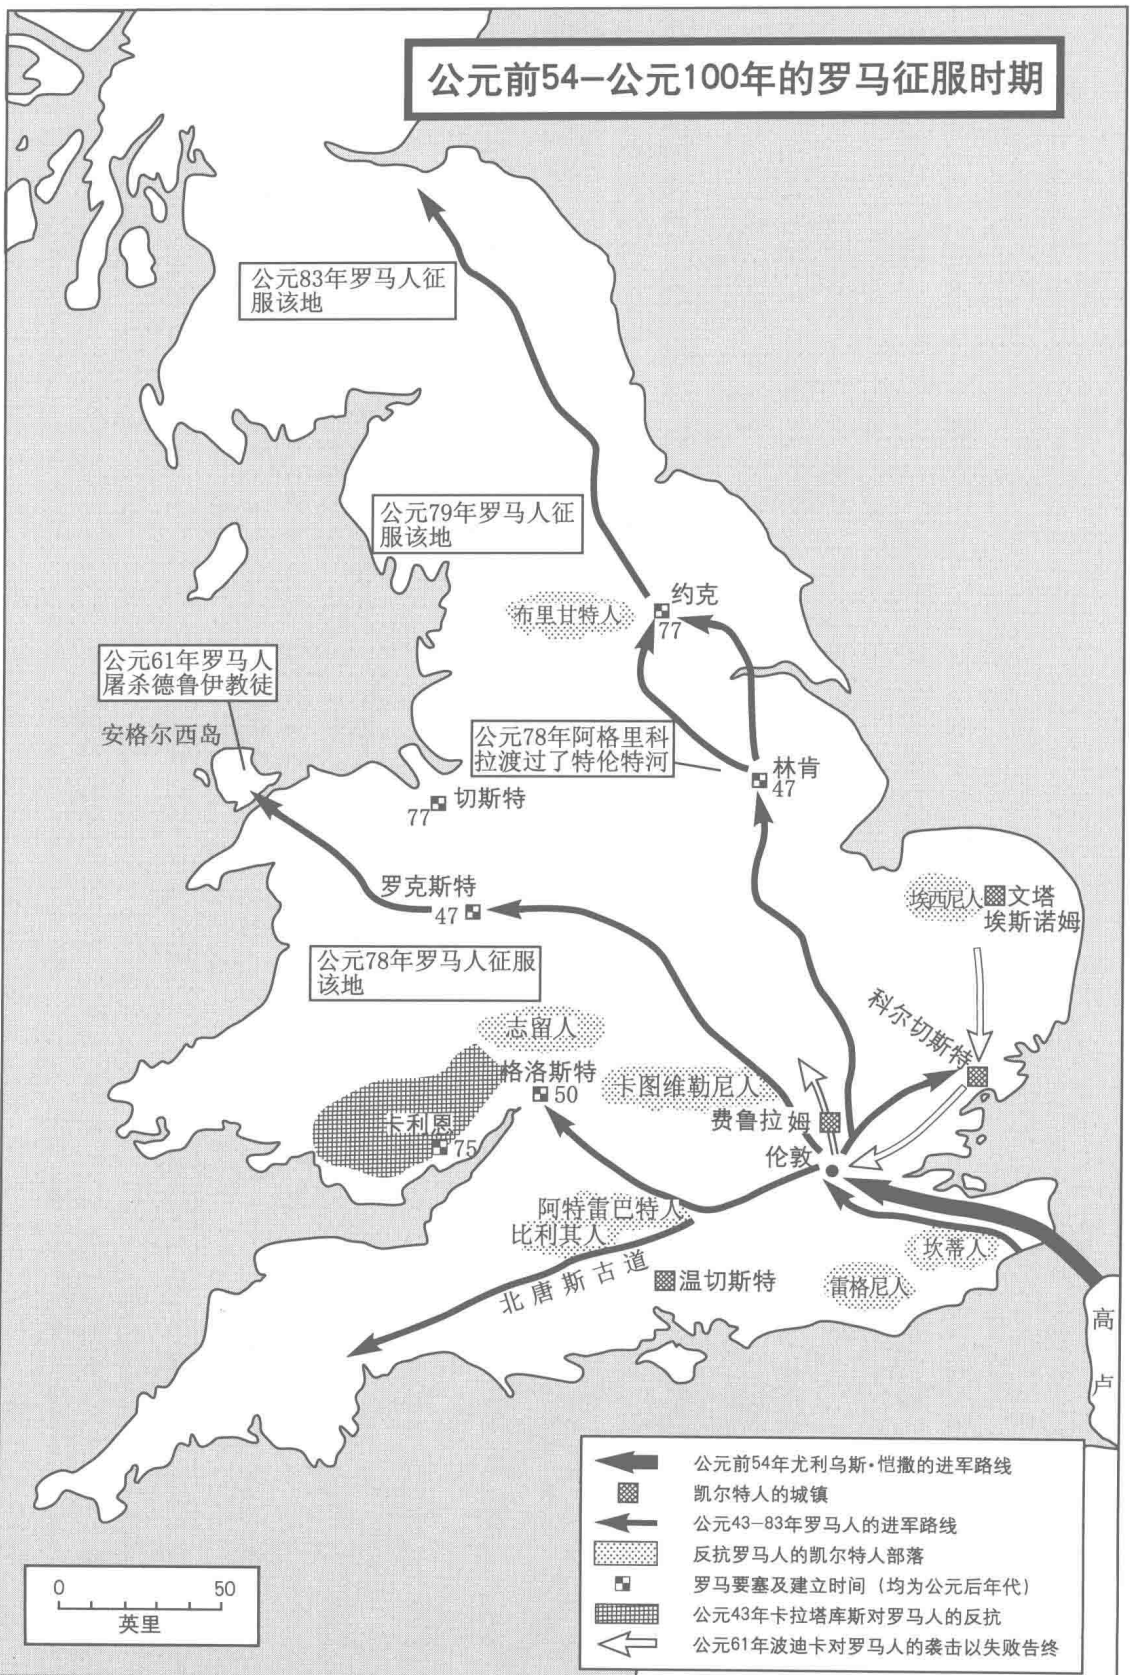 公元前54-公元100年的罗马征服时期
公元83年罗马人征
服该地
公元79年罗马人征
服该地
约克
77
布里甘特人
公元61年罗马人
屠杀德鲁伊教徒
安格尔西岛
公元78年阿格里科
拉渡过了特伦特河
林肯
47
切斯特
77
罗克斯特
47
埃西尼人
文塔
埃斯诺姆
公元78年罗马人征服
该地
志留人
科尔切斯特
格洛斯特
50
卡图维勒尼人
费鲁拉姆
卡利恩
75
伦敦
阿特雷巴特人
比利其人
坎蒂人
北唐斯古道
温切斯特
雷格尼人
高卢
公元前54年尤利乌斯·恺撒的进军路线
凯尔特人的城镇
公元43-83年罗马人的进军路线
反抗罗马人的凯尔特人部落
罗马要塞及建立时间（均为公元后年代）
公元43年卡拉塔库斯对罗马人的反抗
公元61年波迪卡对罗马人的袭击以失败告终
0 50
英里